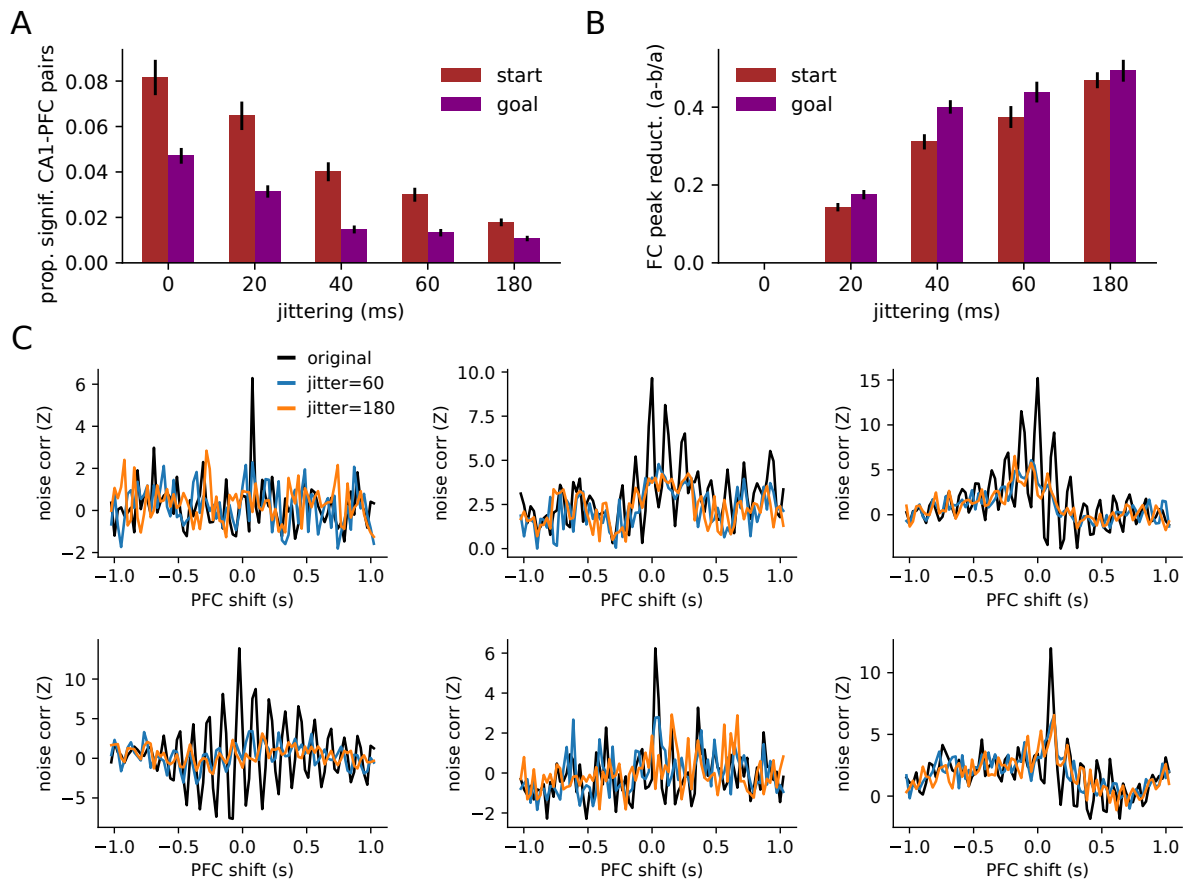 A
prop. signif. CA1-PFC pairs
0.08
0.06
0.04
0.02
0.00
0 20 40 60 180
jittering (ms)
start
goal
B
FC peak reduct. (a-b/a)
0.4
0.2
0.0
0 20 40 60 180
jittering (ms)
start
goal
C
original
jitter=60
jitter=180
noise corr (Z)
6
4
2
0
−2
−1.0 −0.5 0.0 0.5 1.0
PFC shift (s)
noise corr (Z)
10.0
7.5
5.0
2.5
0.0
−1.0 −0.5 0.0 0.5 1.0
PFC shift (s)
noise corr (Z)
15
10
5
0
−1.0 −0.5 0.0 0.5 1.0
PFC shift (s)
noise corr (Z)
10
5
0
−5
−1.0 −0.5 0.0 0.5 1.0
PFC shift (s)
noise corr (Z)
6
4
2
0
−2
−1.0 −0.5 0.0 0.5 1.0
PFC shift (s)
noise corr (Z)
10
5
0
−1.0 −0.5 0.0 0.5 1.0
PFC shift (s)